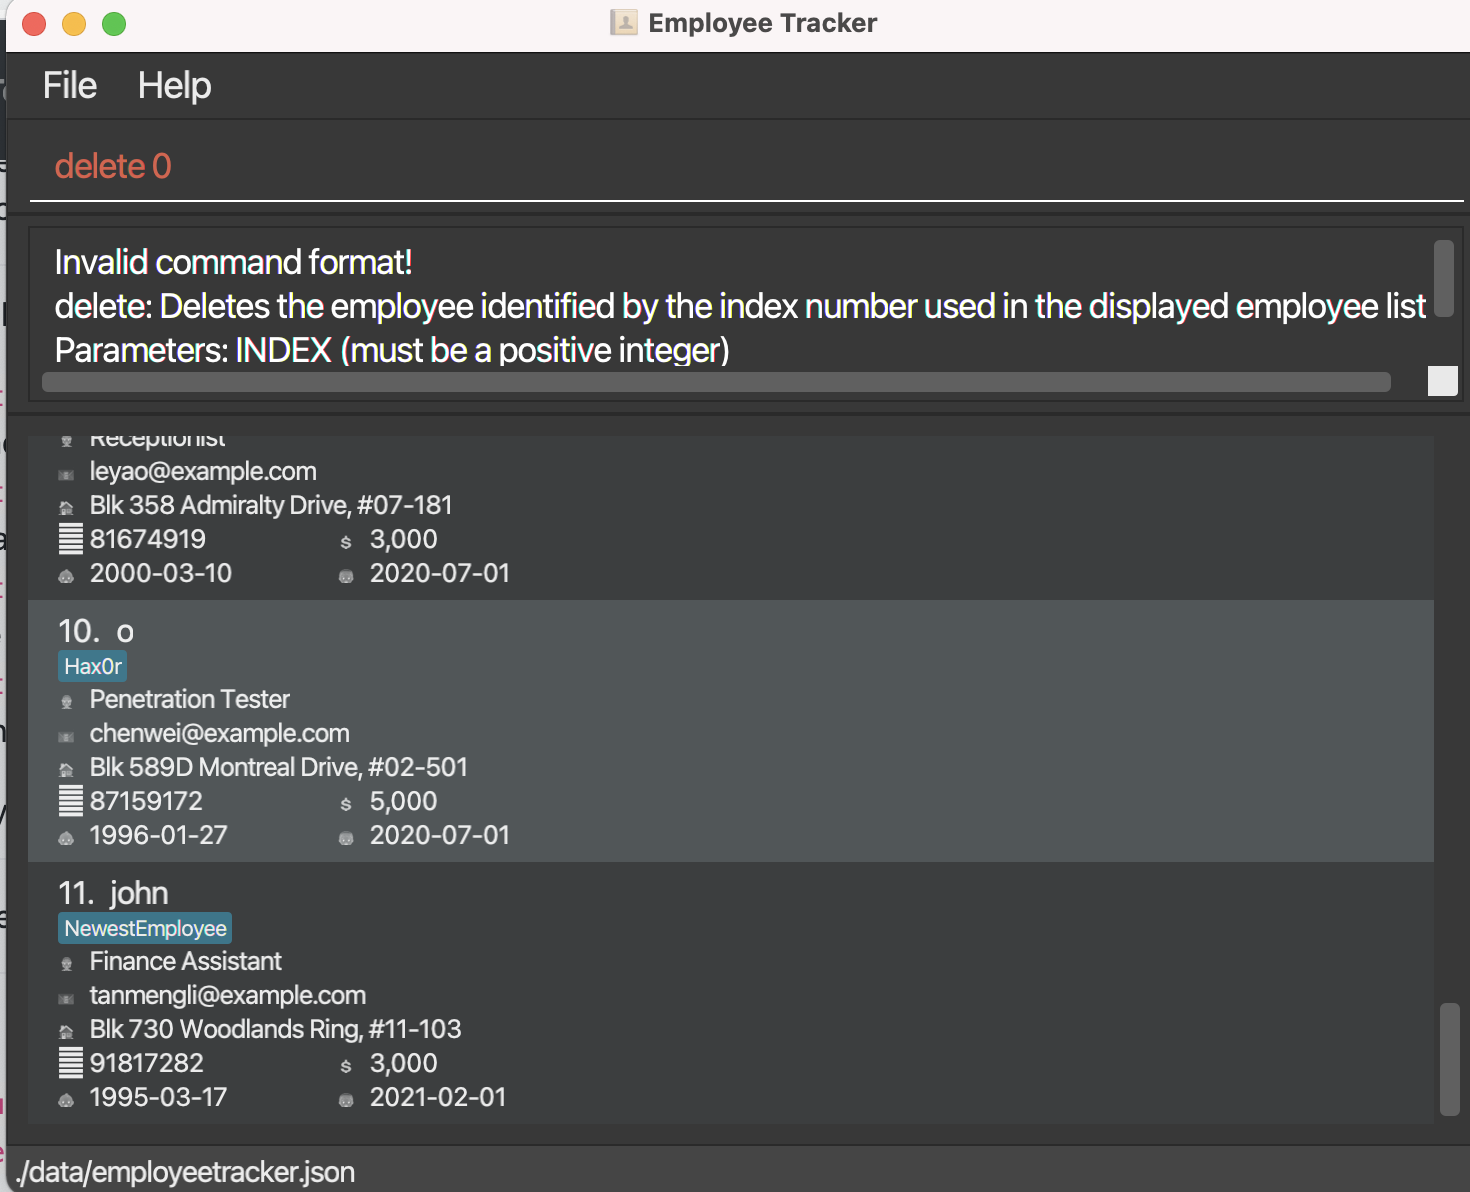 Employee Tracker
File Help
delete 0
Invalid command format!
delete: Deletes the employee identified by the index number used in the displayed employee list
Parameters: INDEX (must be a positive integer)
Receptionist
leyao@example.com
Blk 358 Admiralty Drive, #07-181
81674919 $ 3,000
2000-03-10 2020-07-01
10. o
Hax0r
Penetration Tester
chenwei@example.com
Blk 589D Montreal Drive, #02-501
87159172 $ 5,000
1996-01-27 2020-07-01
11. john
NewestEmployee
Finance Assistant
tanmengli@example.com
Blk 730 Woodlands Ring, #11-103
91817282 $ 3,000
1995-03-17 2021-02-01
./data/employeetracker.json